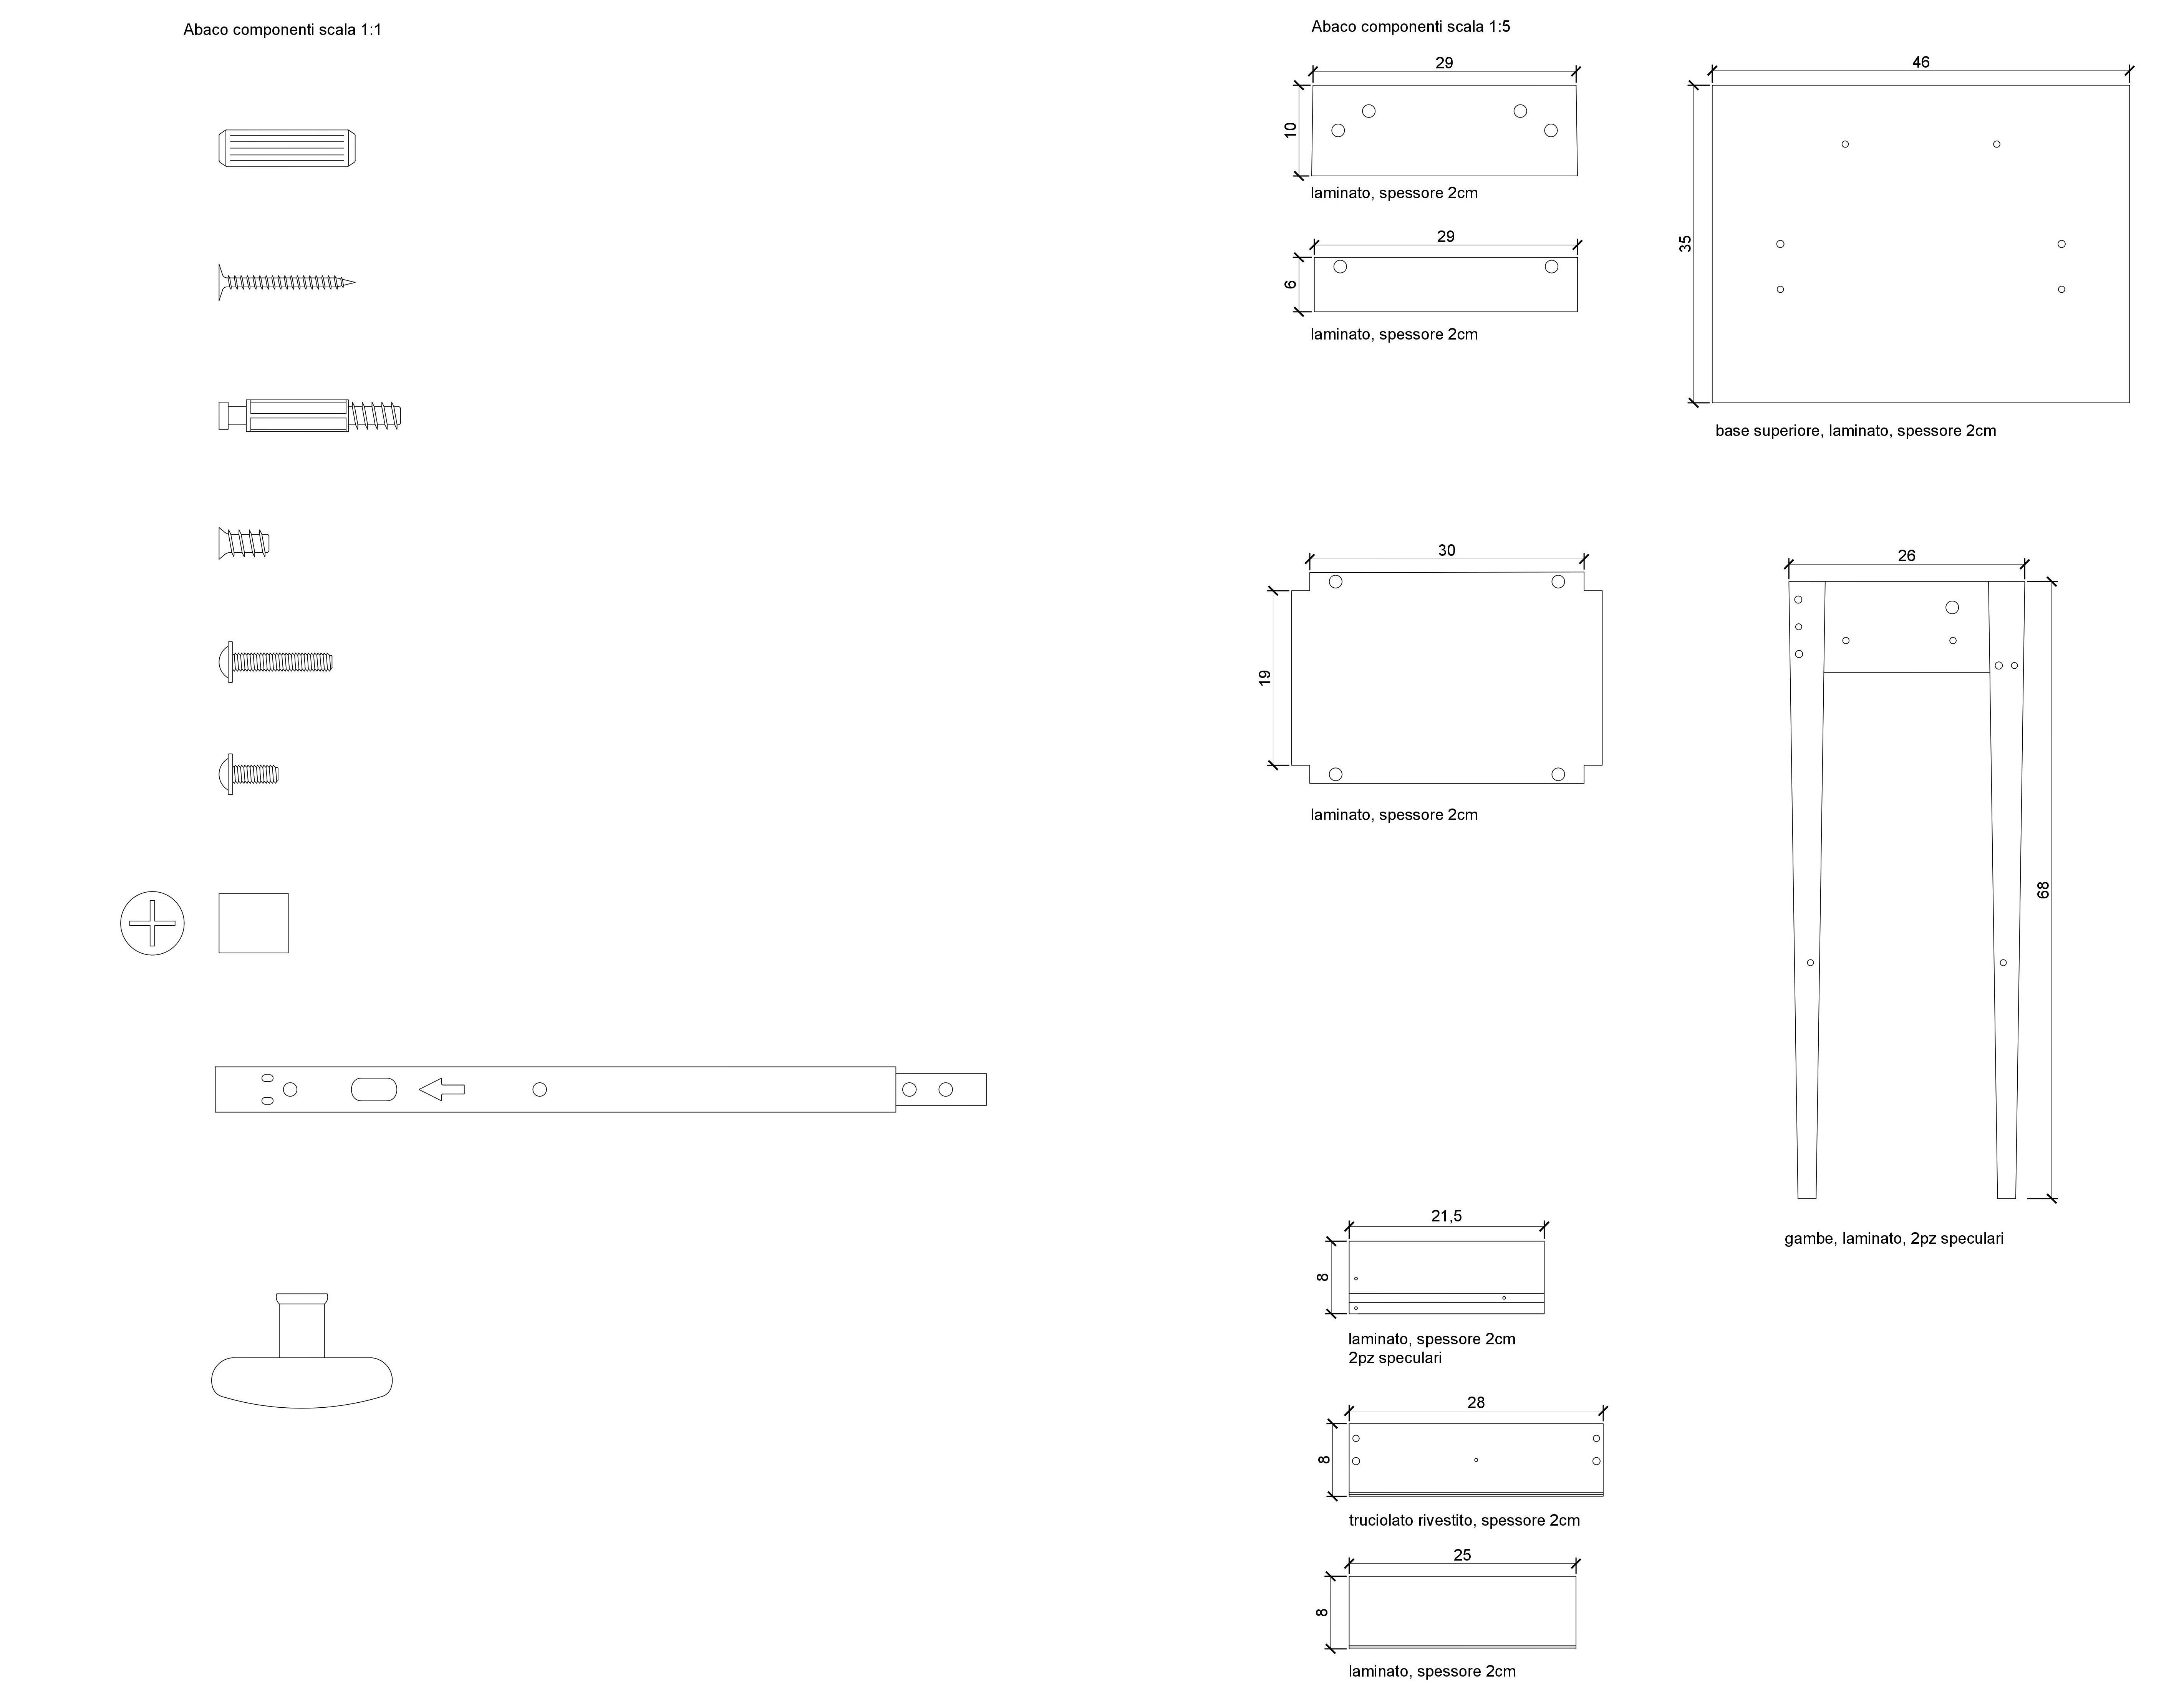 Abaco componenti scala 1:1
Abaco componenti scala 1:5
29
10
laminato, spessore 2cm
29
6
laminato, spessore 2cm
46
35
base superiore, laminato, spessore 2cm
30
19
laminato, spessore 2cm
26
68
gambe, laminato, 2pz speculari
21,5
8
laminato, spessore 2cm
2pz speculari
28
8
truciolato rivestito, spessore 2cm
25
8
laminato, spessore 2cm